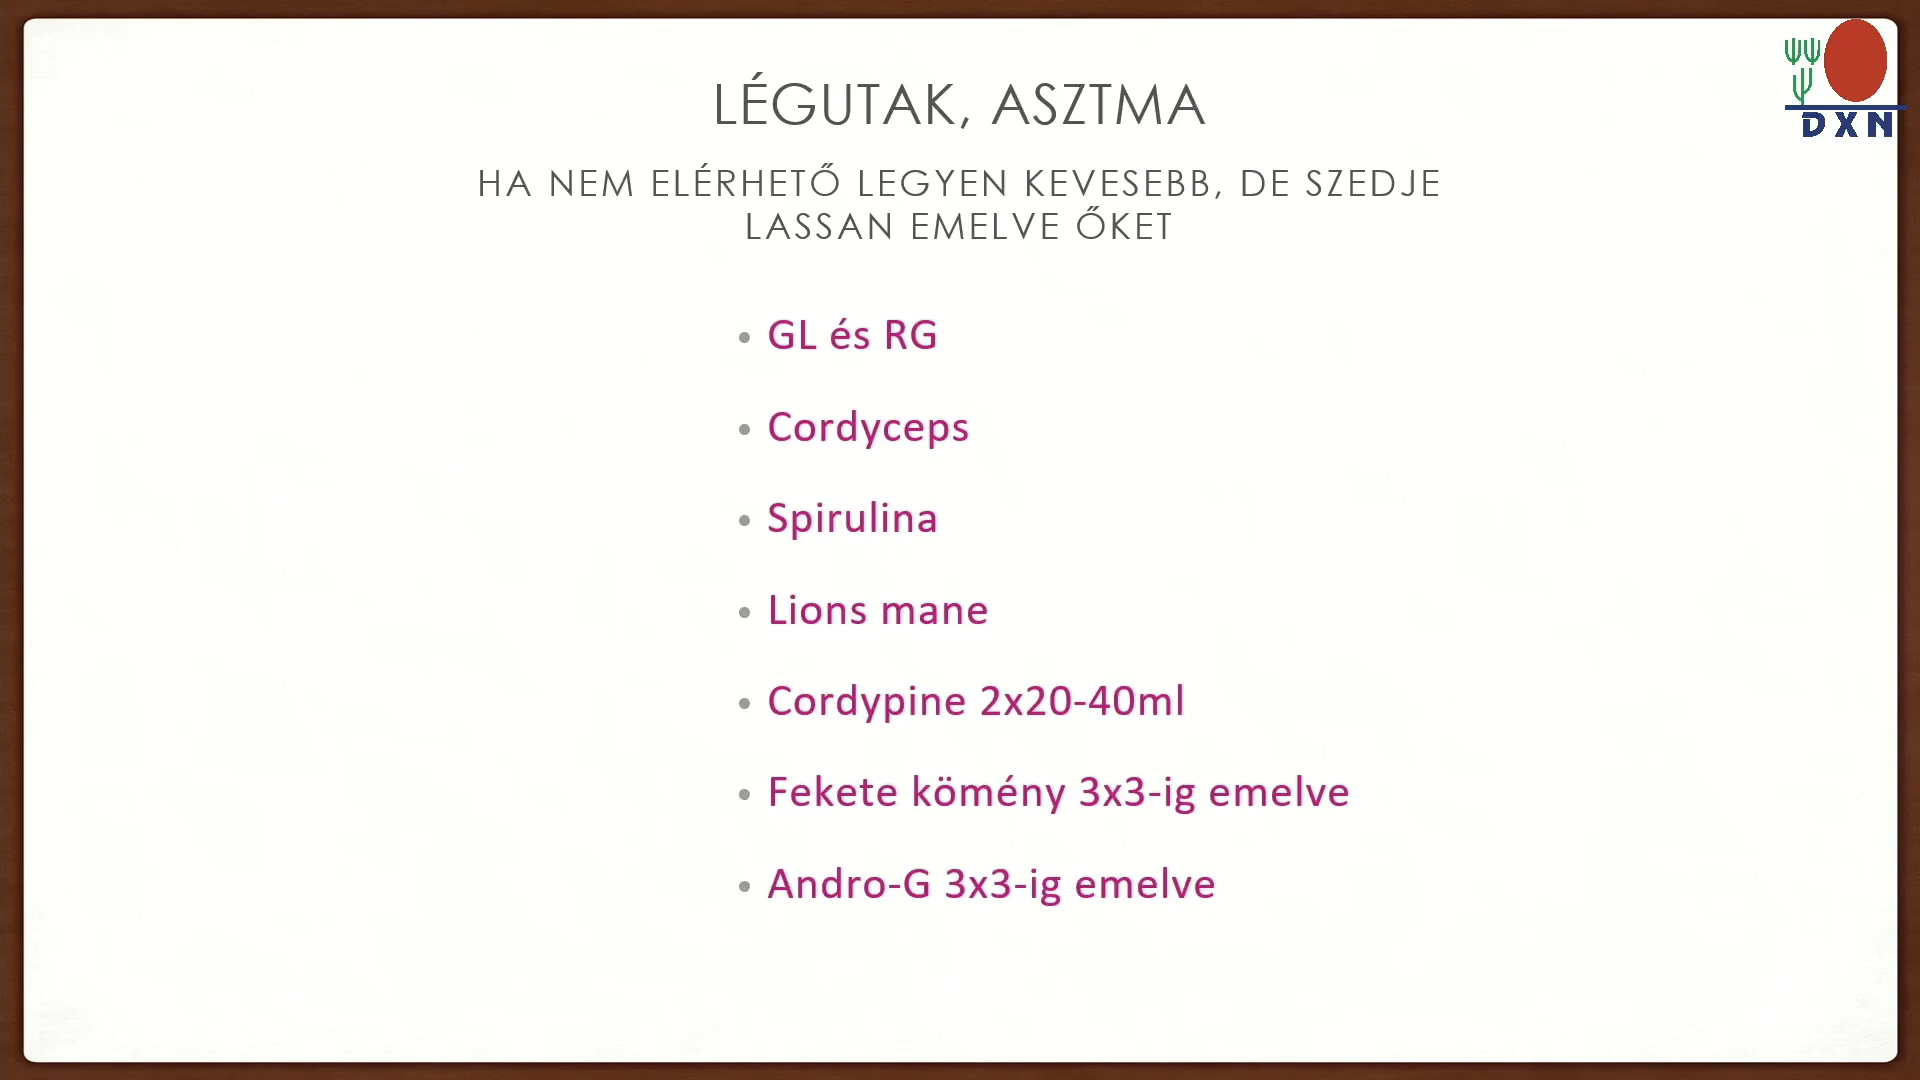 LÉGUTAK, ASZTMA
HA NEM ELÉRHETŐ LEGYEN KEVESEBB, DE SZEDJE
LASSAN EMELVE ŐKET
• GL és RG
• Cordyceps
• Spirulina
• Lions mane
• Cordypine 2x20-40ml
• Fekete kömény 3x3-ig emelve
• Andro-G 3x3-ig emelve
DXN